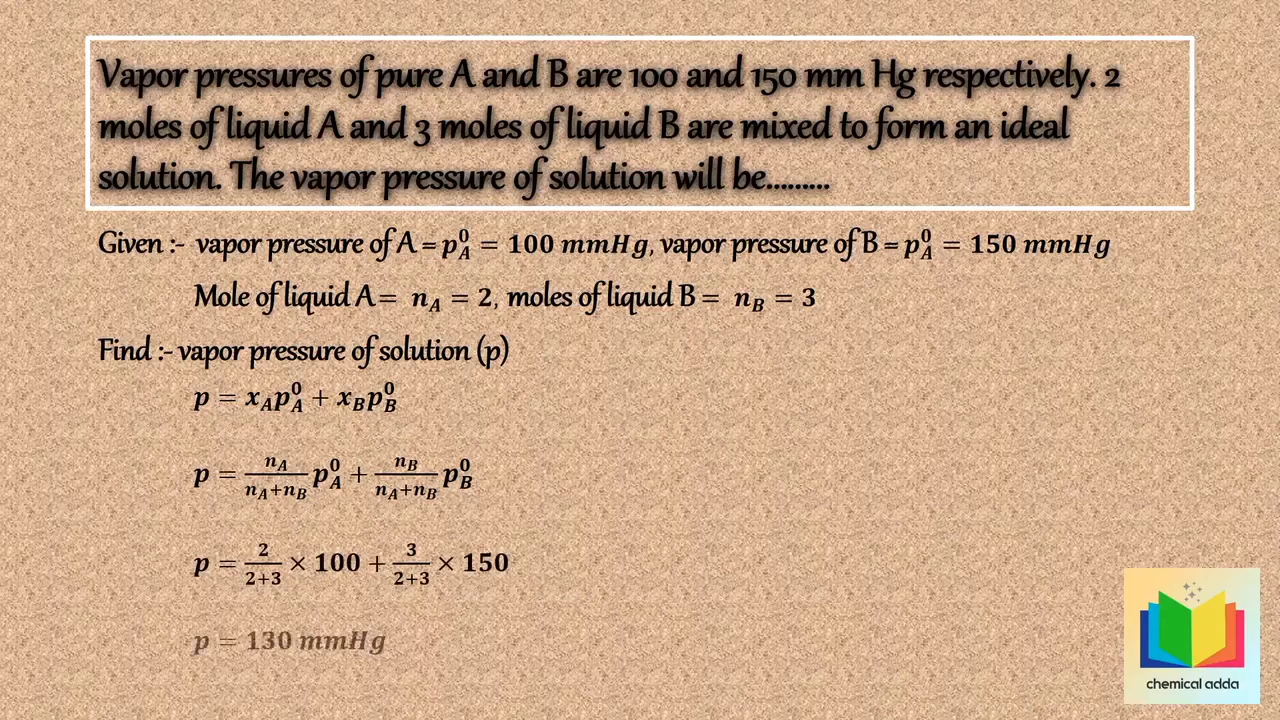 Vapor pressures of pure A and B are 100 and 150 mm Hg respectively. 2
moles of liquid A and 3 moles of liquid B are mixed to form an ideal
solution. The vapor pressure of solution will be.........
Given :- vapor pressure of A = p_A^0 = 100 mmHg, vapor pressure of B = p_A^0 = 150 mmHg
Mole of liquid A = n_A = 2, moles of liquid B = n_B = 3
Find :- vapor pressure of solution (p)
p = x_A p_A^0 + x_B p_B^0
p = n_A/(n_A+n_B) p_A^0 + n_B/(n_A+n_B) p_B^0
p = 2/(2+3) × 100 + 3/(2+3) × 150
p = 130 mmHg
chemical adda